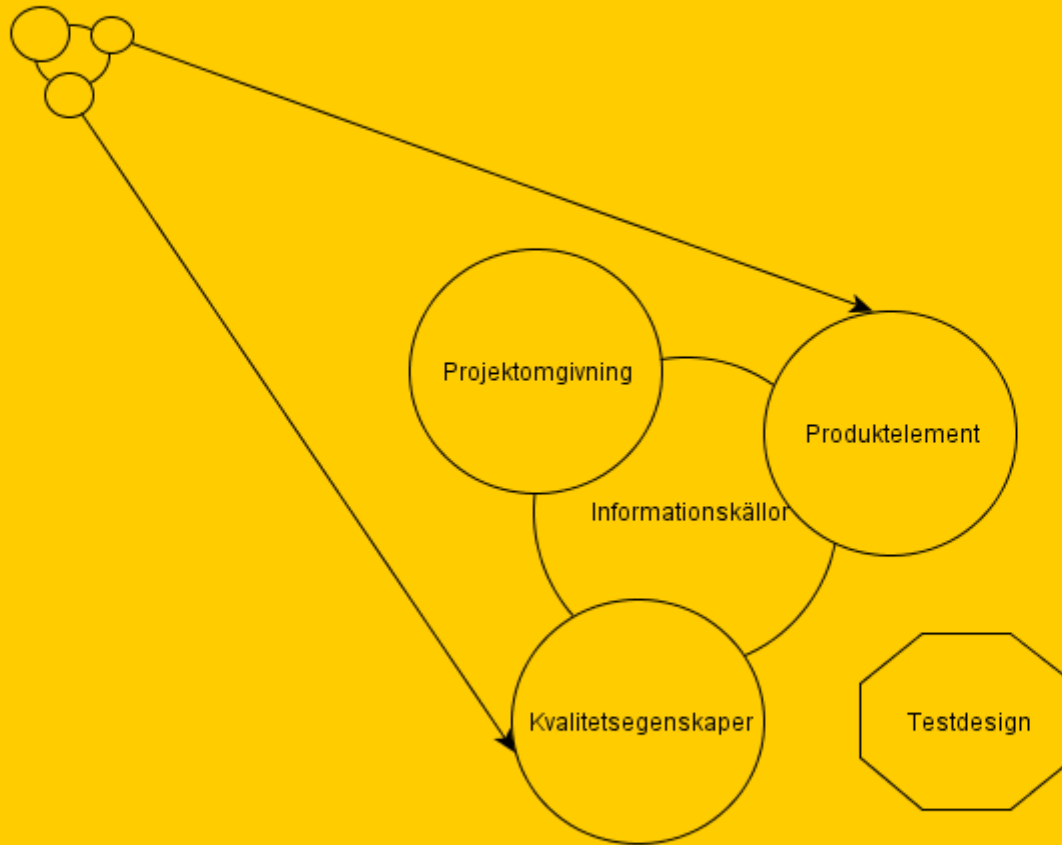 Projektomgivning
Produktelement
Informationskällor
Kvalitetsegenskaper
Testdesign